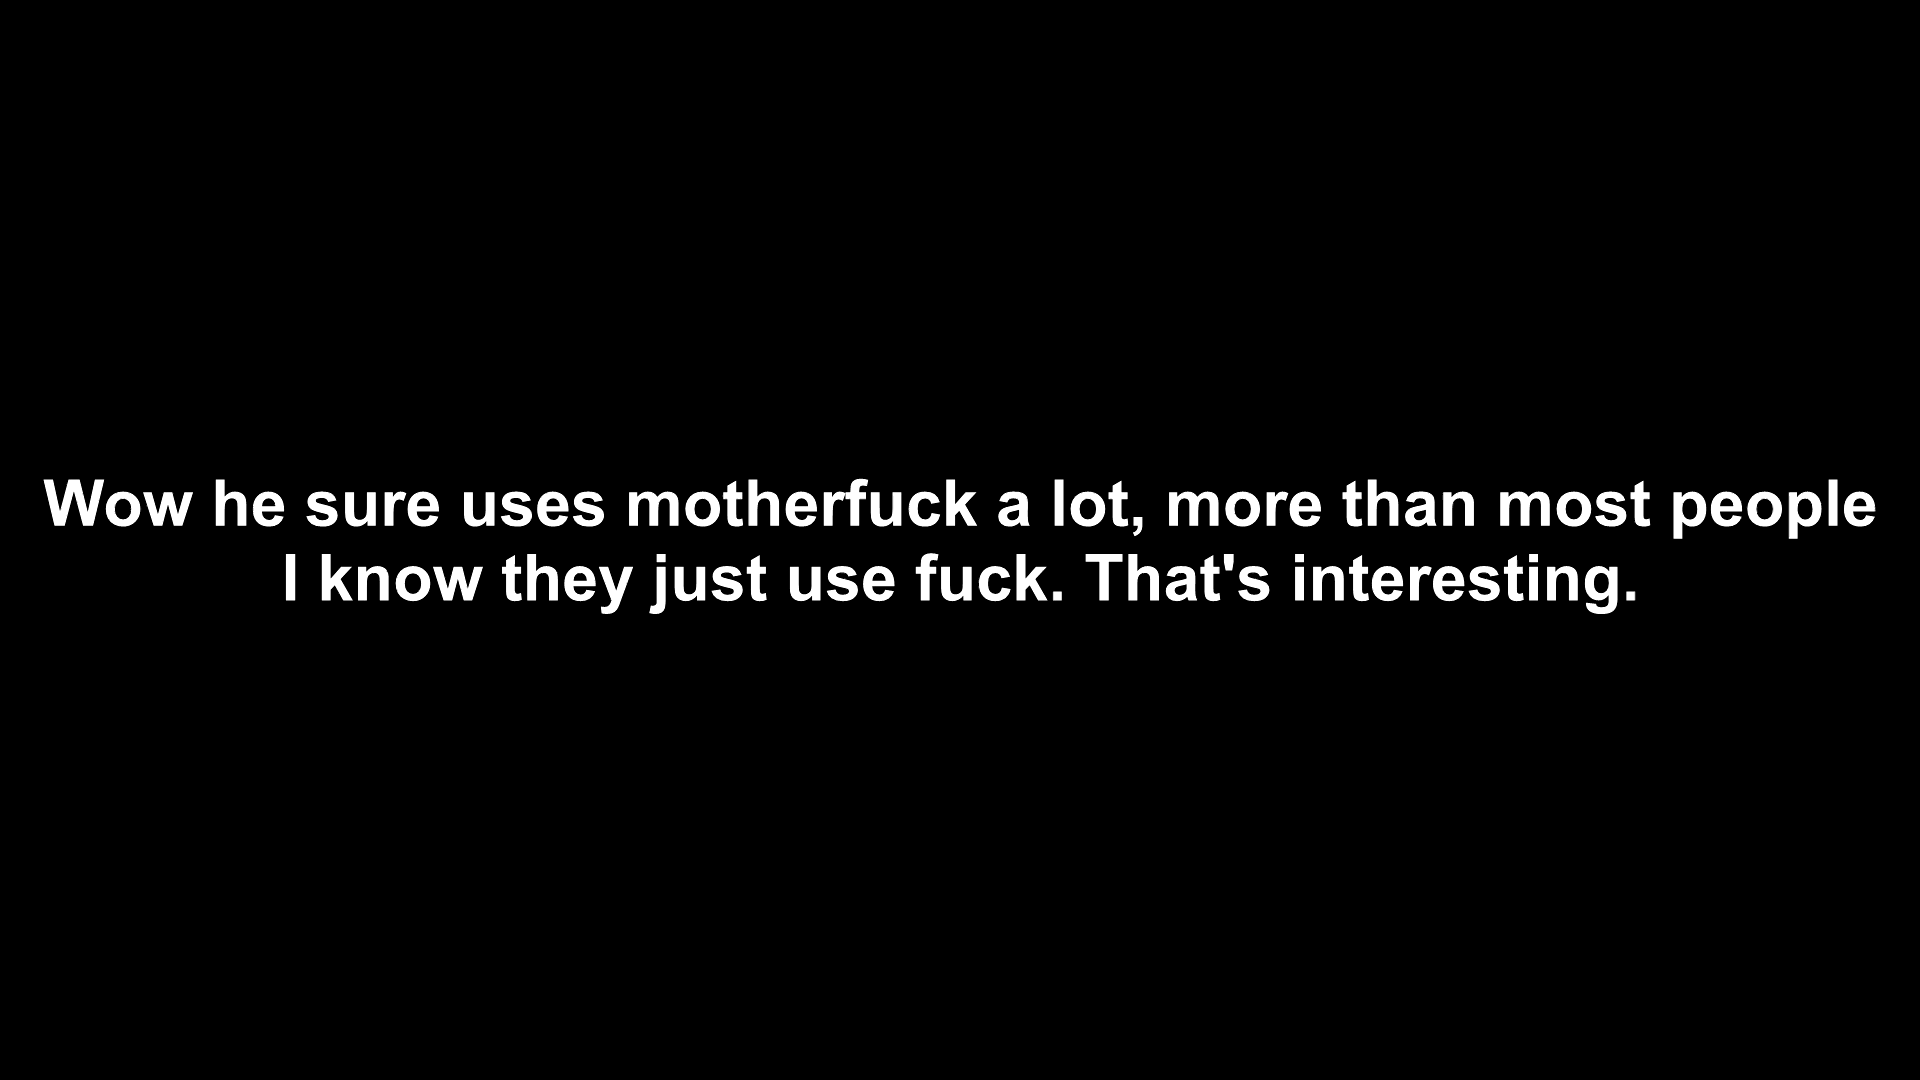 Wow he sure uses motherfuck a lot, more than most people
I know they just use fuck. That's interesting.